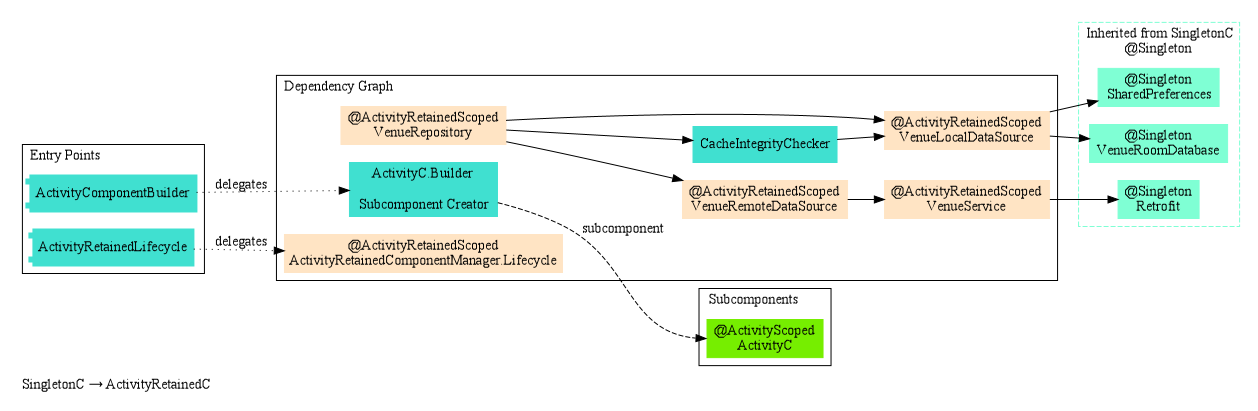 Inherited from SingletonC
@Singleton
@Singleton
SharedPreferences
@Singleton
VenueRoomDatabase
@Singleton
Retrofit
Dependency Graph
@ActivityRetainedScoped
VenueRepository
CacheIntegrityChecker
@ActivityRetainedScoped
VenueLocalDataSource
ActivityC.Builder
Subcomponent Creator
@ActivityRetainedScoped
VenueRemoteDataSource
@ActivityRetainedScoped
VenueService
@ActivityRetainedScoped
ActivityRetainedComponentManager.Lifecycle
Entry Points
ActivityComponentBuilder
delegates
ActivityRetainedLifecycle
delegates
subcomponent
Subcomponents
@ActivityScoped
ActivityC
SingletonC → ActivityRetainedC